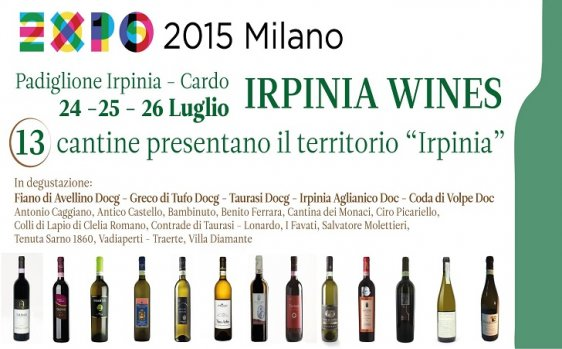 EXPO 2015 Milano
Padiglione Irpinia – Cardo
24 –25 – 26 Luglio
IRPINIA WINES
13 cantine presentano il territorio “Irpinia”
In degustazione:
Fiano di Avellino Docg – Greco di Tufo Docg – Taurasi Docg – Irpinia Aglianico Doc – Coda di Volpe Doc
Antonio Caggiano, Antico Castello, Bambinuto, Benito Ferrara, Cantina dei Monaci, Ciro Picariello,
Colli di Lapio di Clelia Romano, Contrade di Taurasi – Lonardo, I Favati, Salvatore Molettieri,
Tenuta Sarno 1860, Vadiaperti – Traerte, Villa Diamante